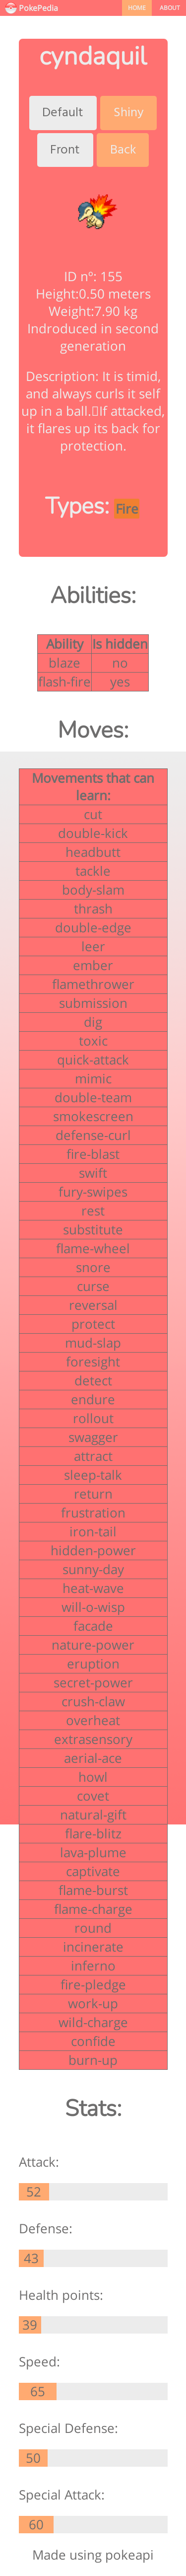 PokePedia HOME ABOUT
cyndaquil
Default Shiny
Front Back
ID nº: 155
Height:0.50 meters
Weight:7.90 kg
Indroduced in second
generation
Description: It is timid,
and always curls it self
up in a ball.▯If attacked,
it flares up its back for
protection.
Types: Fire
Abilities:
Ability Is hidden
blaze no
flash-fire yes
Moves:
Movements that can
learn:
cut
double-kick
headbutt
tackle
body-slam
thrash
double-edge
leer
ember
flamethrower
submission
dig
toxic
quick-attack
mimic
double-team
smokescreen
defense-curl
fire-blast
swift
fury-swipes
rest
substitute
flame-wheel
snore
curse
reversal
protect
mud-slap
foresight
detect
endure
rollout
swagger
attract
sleep-talk
return
frustration
iron-tail
hidden-power
sunny-day
heat-wave
will-o-wisp
facade
nature-power
eruption
secret-power
crush-claw
overheat
extrasensory
aerial-ace
howl
covet
natural-gift
flare-blitz
lava-plume
captivate
flame-burst
flame-charge
round
incinerate
inferno
fire-pledge
work-up
wild-charge
confide
burn-up
Stats:
Attack:
52
Defense:
43
Health points:
39
Speed:
65
Special Defense:
50
Special Attack:
60
Made using pokeapi